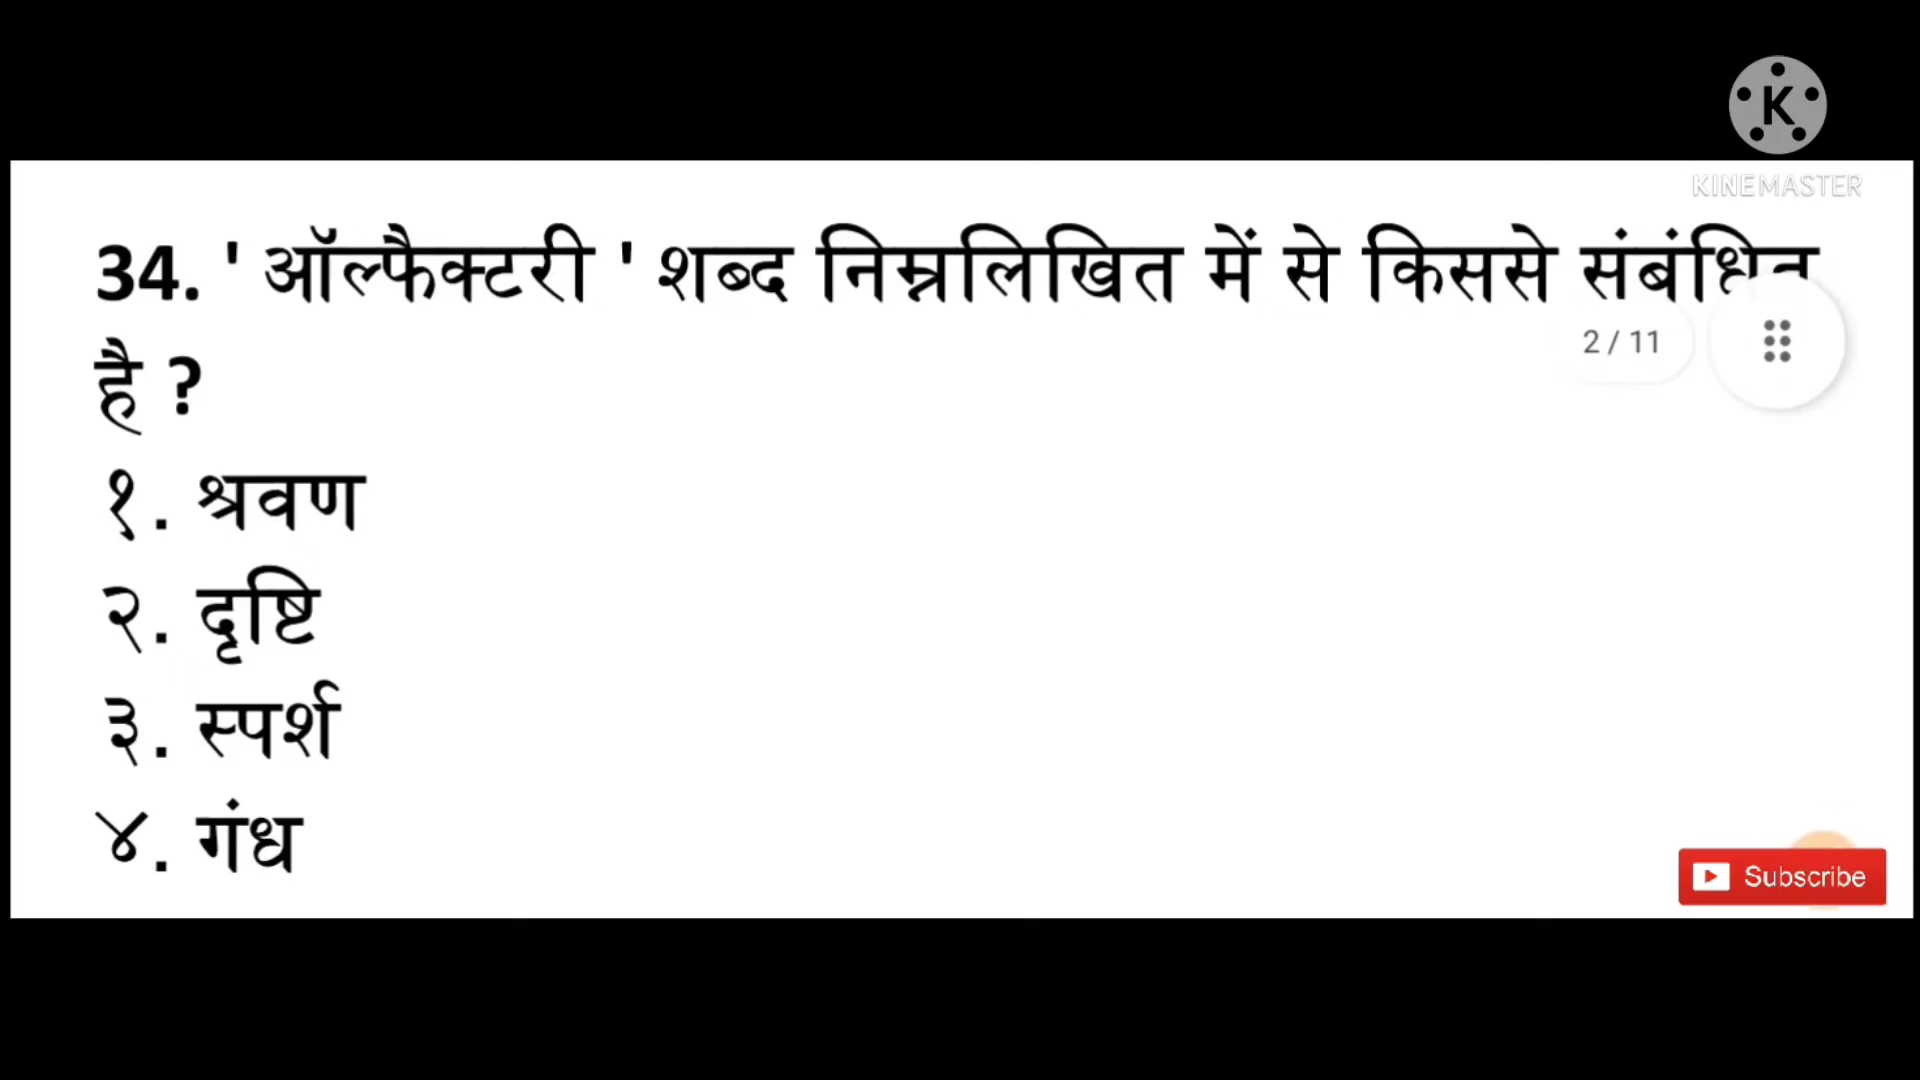 K
KINEMASTER
34. ' ऑल्फैक्टरी ' शब्द निम्नलिखित में से किससे संबंधित
2 / 11
है ?
१. श्रवण
२. दृष्टि
३. स्पर्श
४. गंध
Subscribe